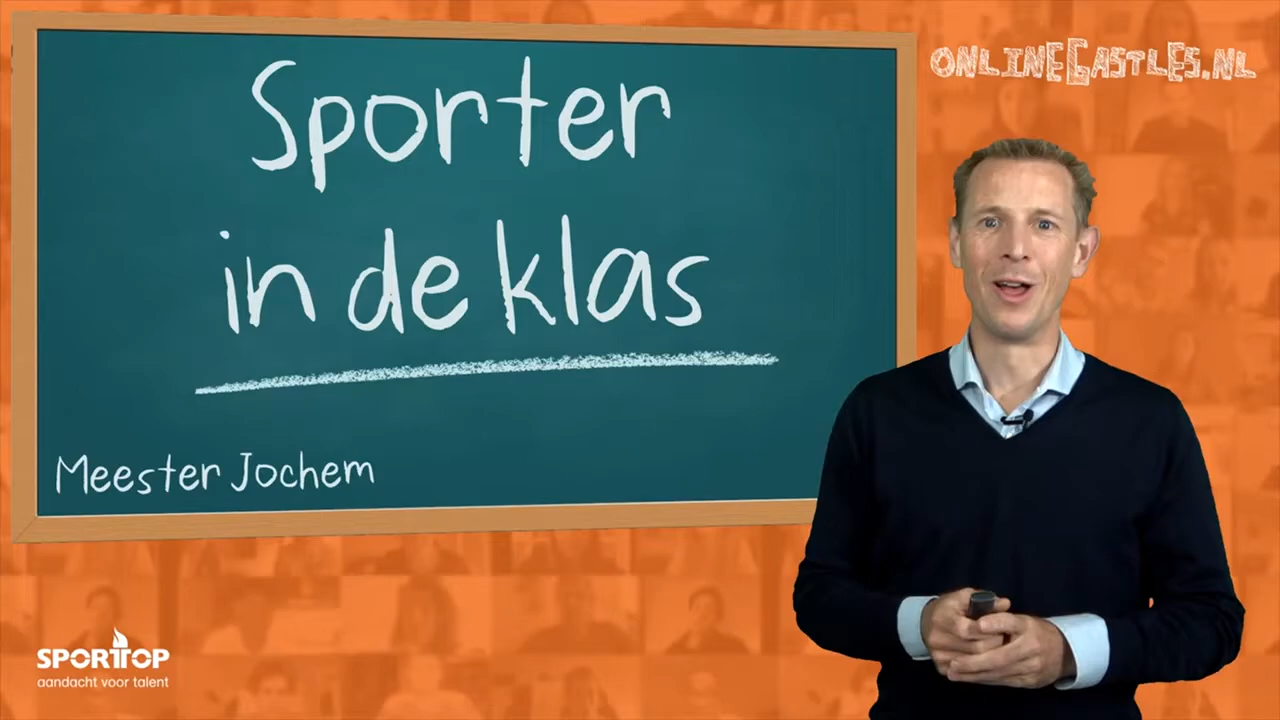 Sporter
in de klas
Meester Jochem
ONLINEGASTLES.NL
SPORTTOP
aandacht voor talent